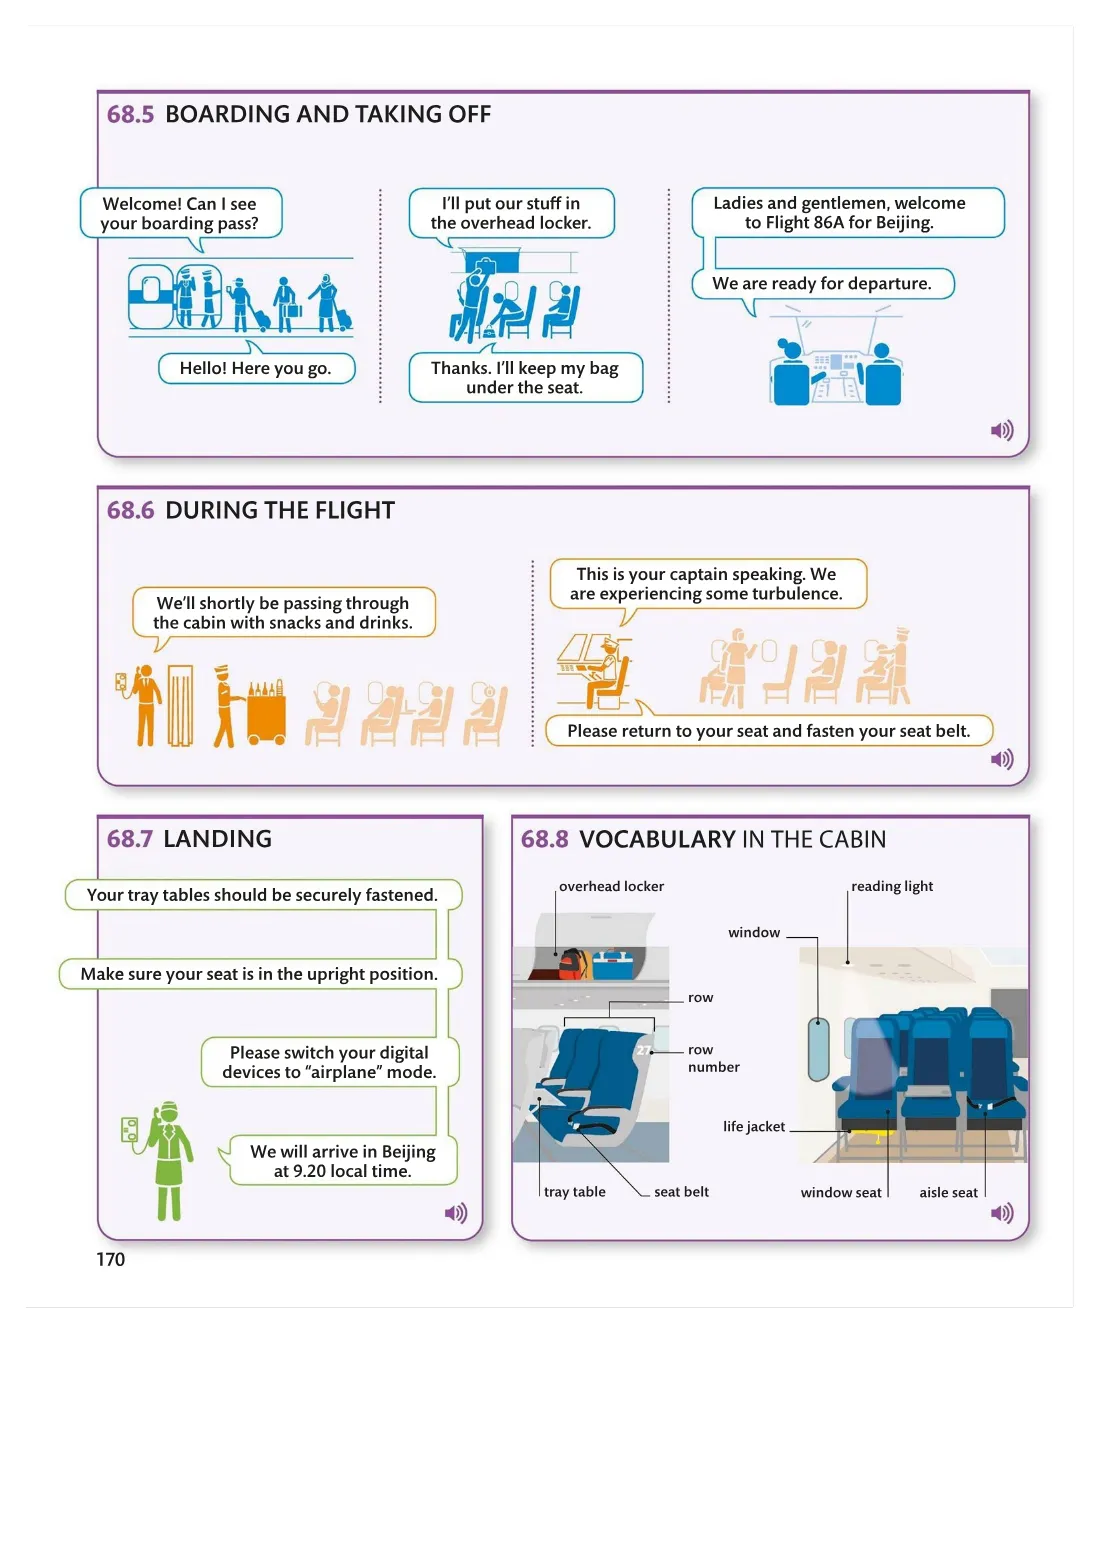 68.5 BOARDING AND TAKING OFF
Welcome! Can I see
your boarding pass?
Hello! Here you go.
I'll put our stuff in
the overhead locker.
Thanks. I'll keep my bag
under the seat.
Ladies and gentlemen, welcome
to Flight 86A for Beijing.
We are ready for departure.
68.6 DURING THE FLIGHT
We'll shortly be passing through
the cabin with snacks and drinks.
This is your captain speaking. We
are experiencing some turbulence.
Please return to your seat and fasten your seat belt.
68.7 LANDING
Your tray tables should be securely fastened.
Make sure your seat is in the upright position.
Please switch your digital
devices to “airplane” mode.
We will arrive in Beijing
at 9.20 local time.
68.8 VOCABULARY IN THE CABIN
overhead locker
row
27
row
number
tray table
seat belt
reading light
window
life jacket
window seat
aisle seat
170